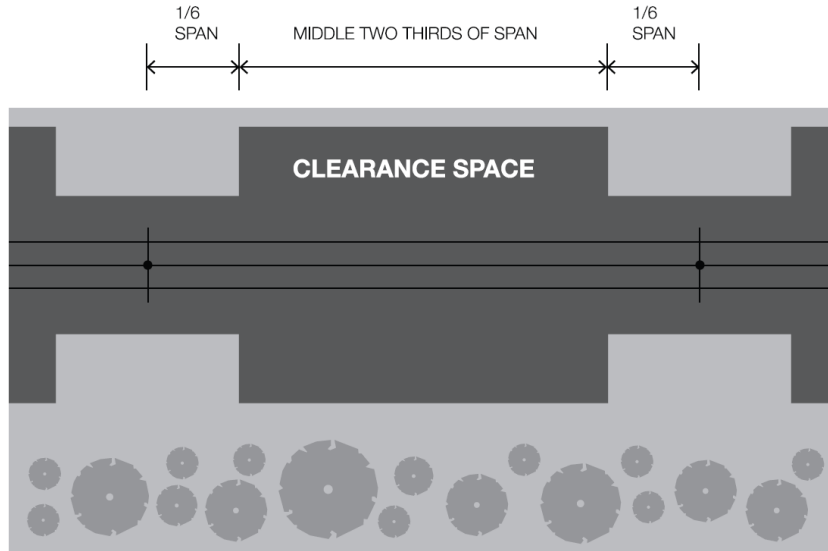 1/6
SPAN
MIDDLE TWO THIRDS OF SPAN
1/6
SPAN
CLEARANCE SPACE